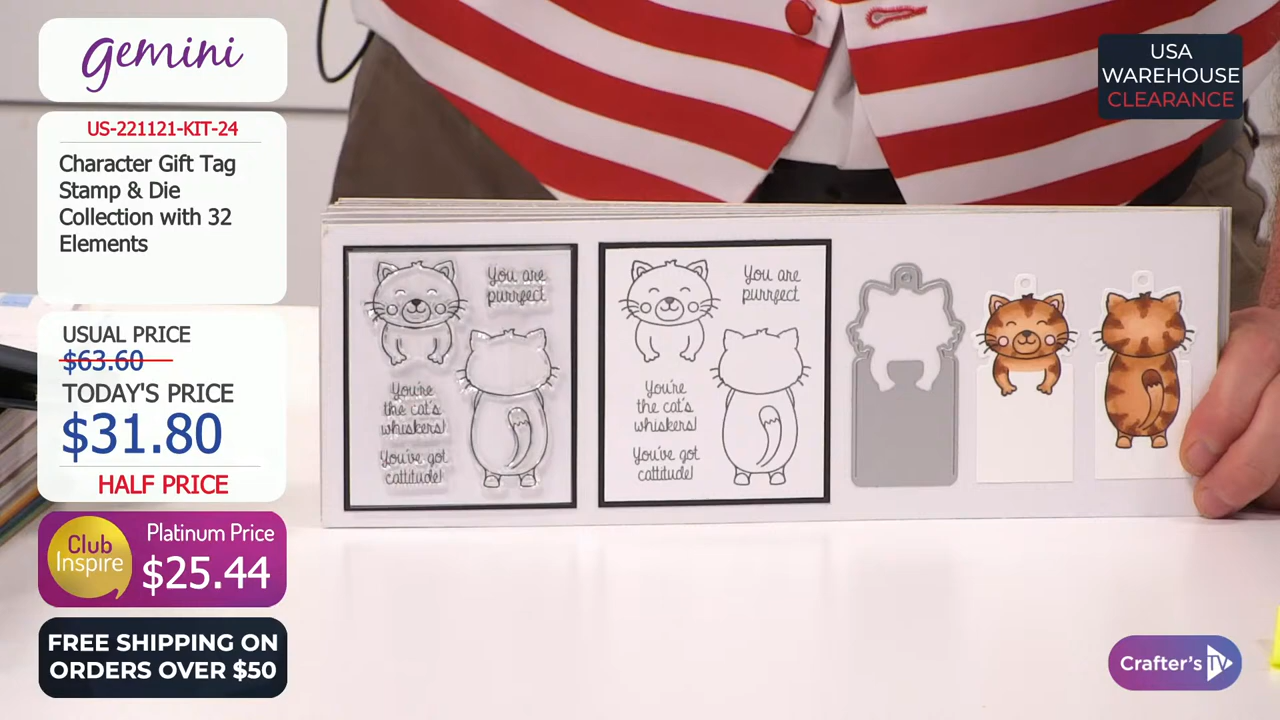 gemini
US-221121-KIT-24
Character Gift Tag
Stamp & Die
Collection with 32
Elements
USUAL PRICE
$63.60
TODAY'S PRICE
$31.80
HALF PRICE
Club
Inspire
Platinum Price
$25.44
FREE SHIPPING ON
ORDERS OVER $50
USA
WAREHOUSE
CLEARANCE
You are
purrfect
You're
the cat's
whiskers!
You've got
cattitude!
You are
purrfect
You're
the cat's
whiskers!
You've got
cattitude!
Crafter's TV